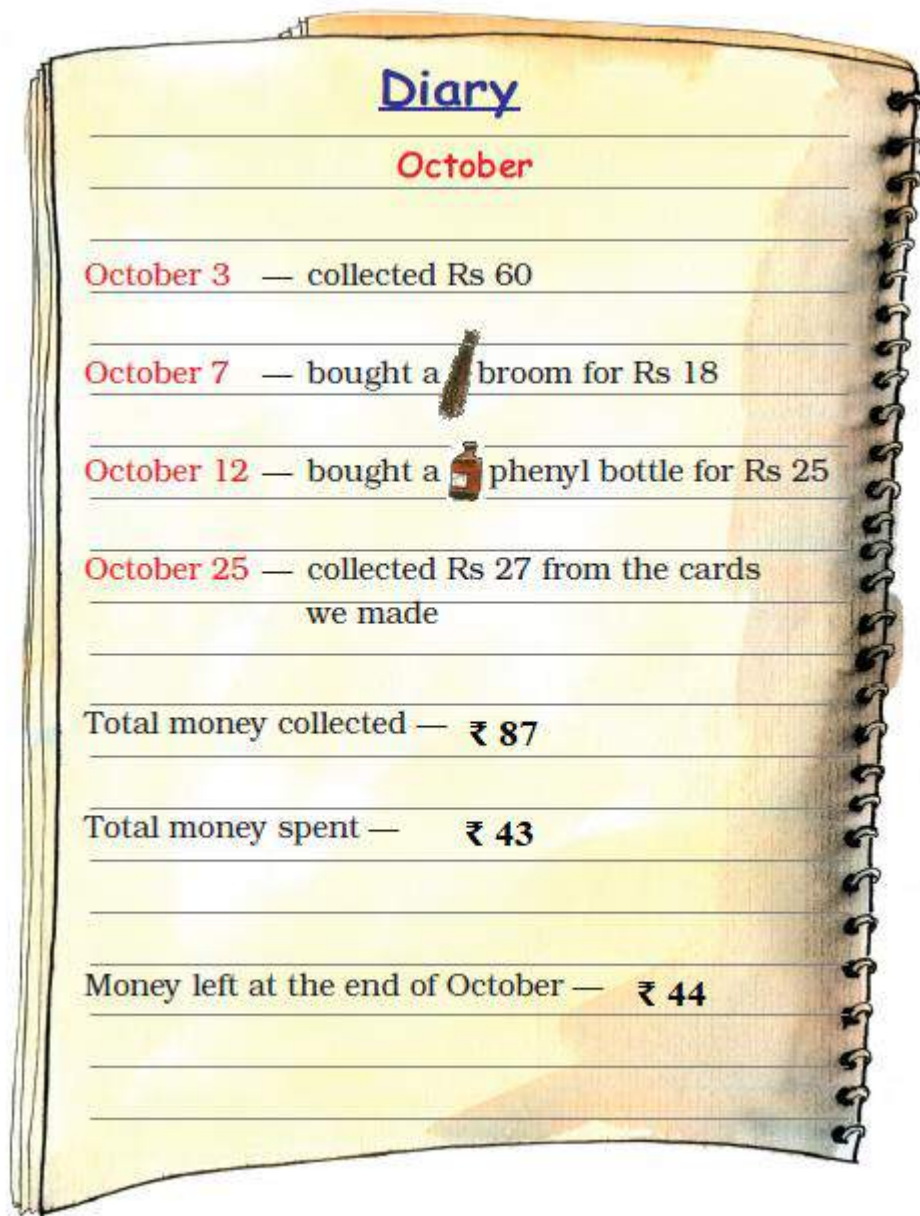 Diary
October
October 3 — collected Rs 60
October 7 — bought a broom for Rs 18
October 12 — bought a phenyl bottle for Rs 25
October 25 — collected Rs 27 from the cards
we made
Total money collected — ₹ 87
Total money spent — ₹ 43
Money left at the end of October — ₹ 44